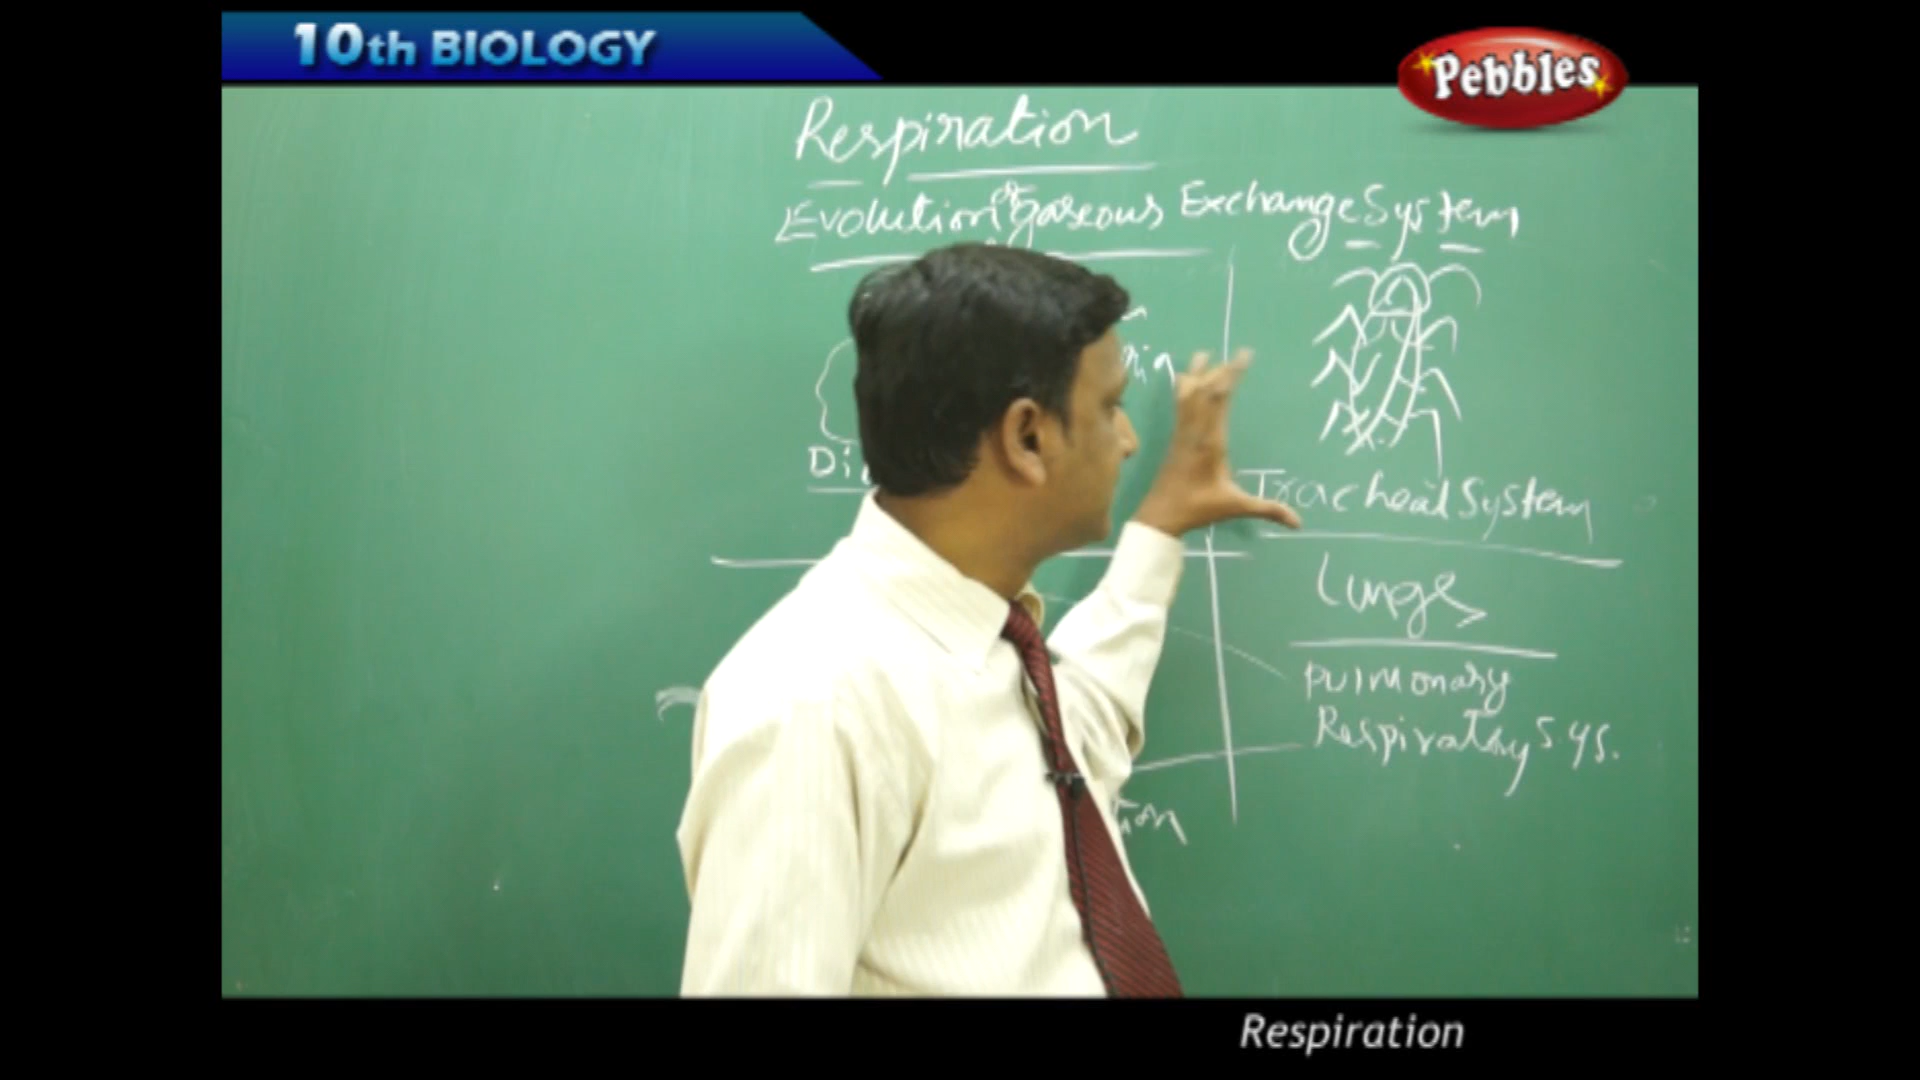 10th BIOLOGY
Pebbles
Respiration
Evolution of gaseous Exchange System
Tracheal System
Lungs
Pulmonary
Respiratory Sys.
Respiration